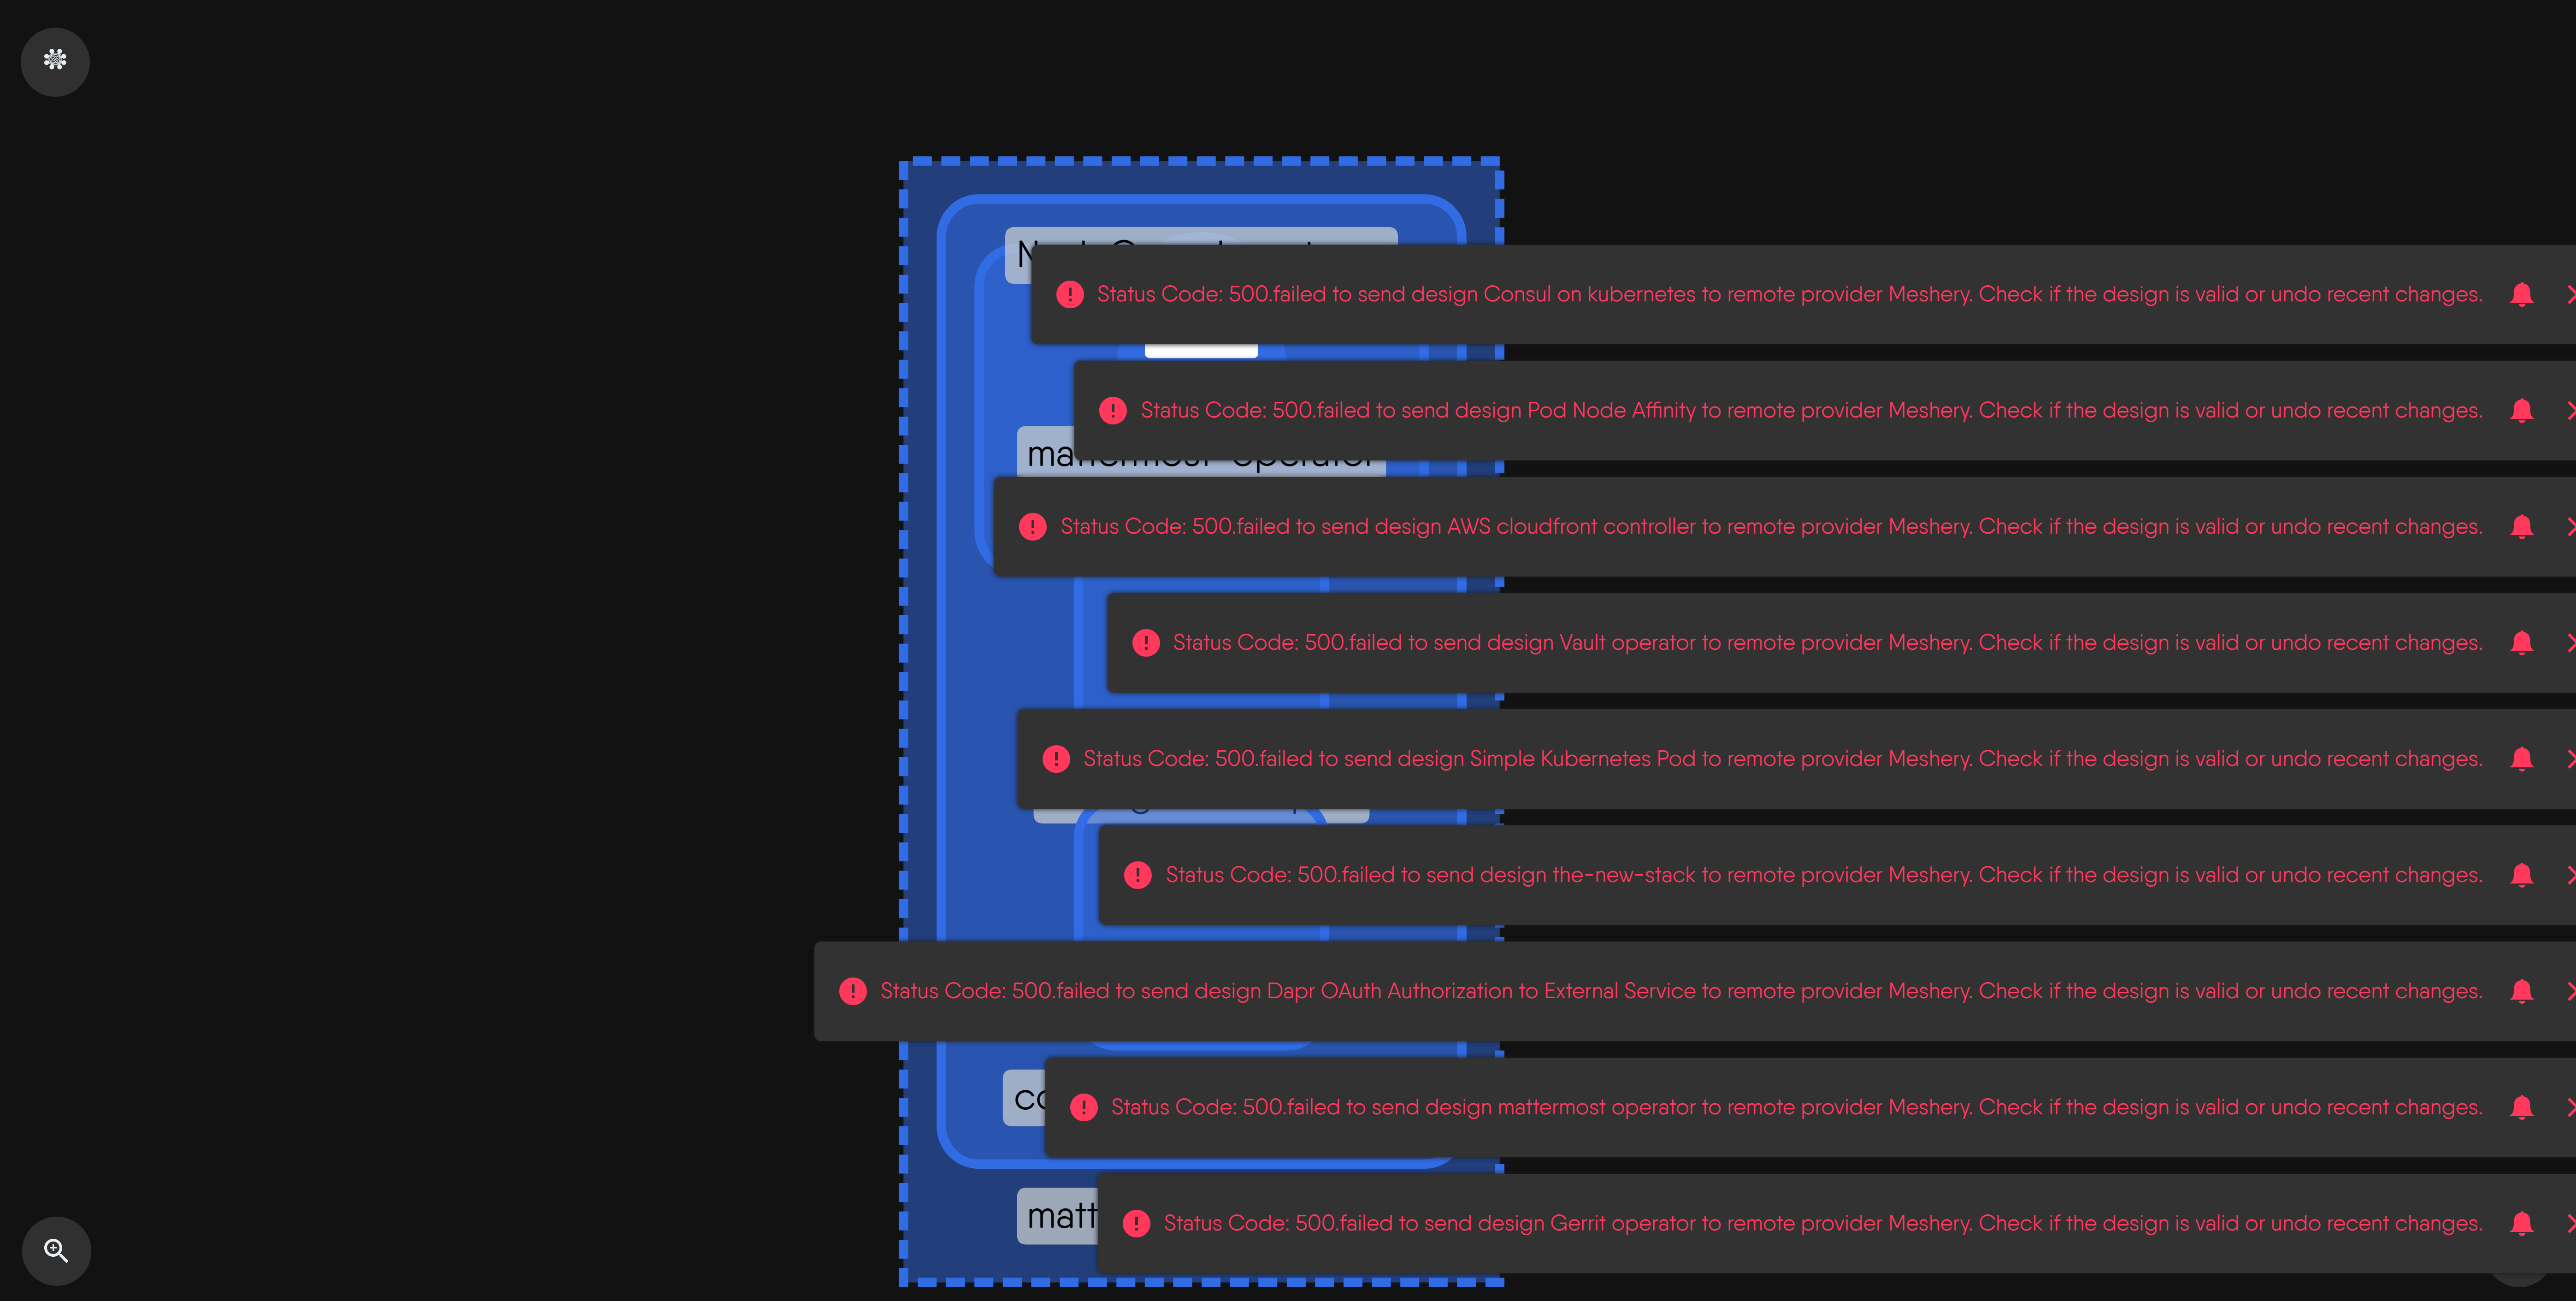 Status Code: 500.failed to send design Consul on kubernetes to remote provider Meshery. Check if the design is valid or undo recent changes.
Status Code: 500.failed to send design Pod Node Affinity to remote provider Meshery. Check if the design is valid or undo recent changes.
Status Code: 500.failed to send design AWS cloudfront controller to remote provider Meshery. Check if the design is valid or undo recent changes.
Status Code: 500.failed to send design Vault operator to remote provider Meshery. Check if the design is valid or undo recent changes.
Status Code: 500.failed to send design Simple Kubernetes Pod to remote provider Meshery. Check if the design is valid or undo recent changes.
Status Code: 500.failed to send design the-new-stack to remote provider Meshery. Check if the design is valid or undo recent changes.
Status Code: 500.failed to send design Dapr OAuth Authorization to External Service to remote provider Meshery. Check if the design is valid or undo recent changes.
Status Code: 500.failed to send design mattermost operator to remote provider Meshery. Check if the design is valid or undo recent changes.
matt
Status Code: 500.failed to send design Gerrit operator to remote provider Meshery. Check if the design is valid or undo recent changes.